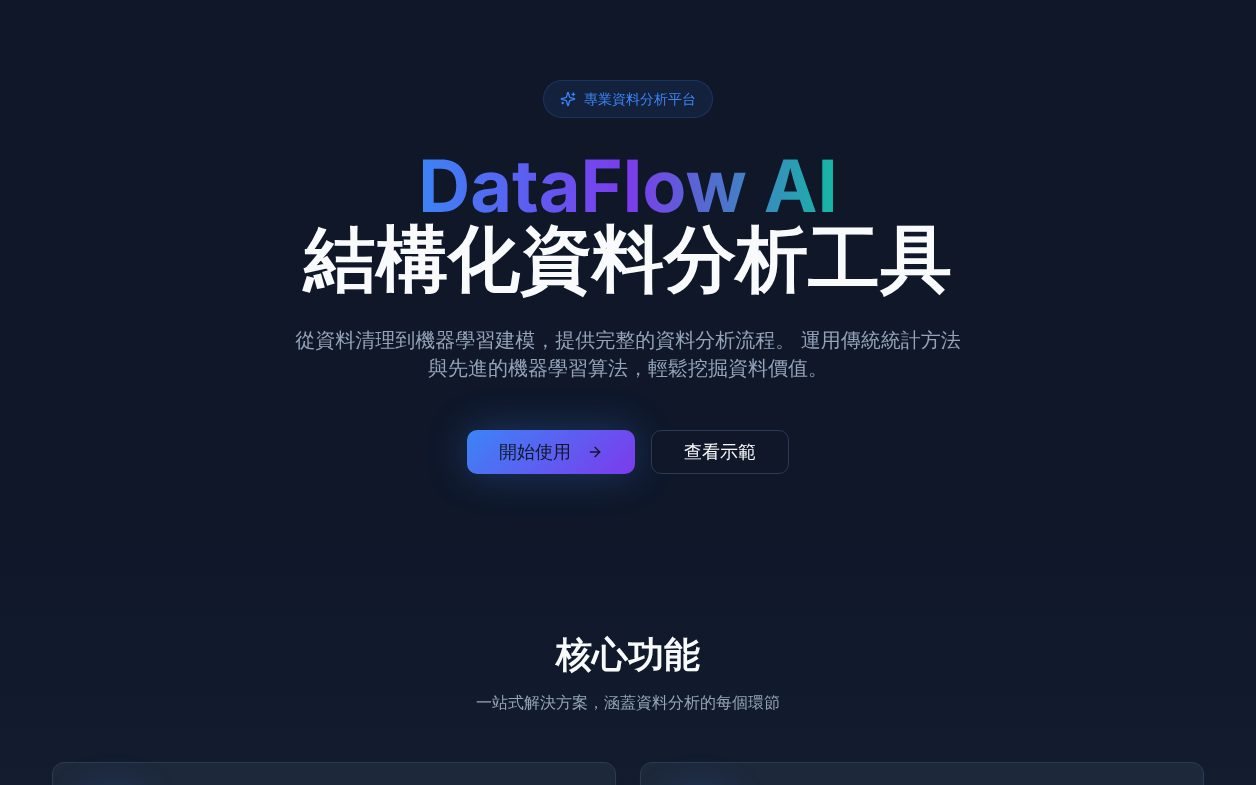 專業資料分析平台
DataFlow AI
結構化資料分析工具
從資料清理到機器學習建模，提供完整的資料分析流程。 運用傳統統計方法
與先進的機器學習算法，輕鬆挖掘資料價值。
開始使用 →
查看示範
核心功能
一站式解決方案，涵蓋資料分析的每個環節